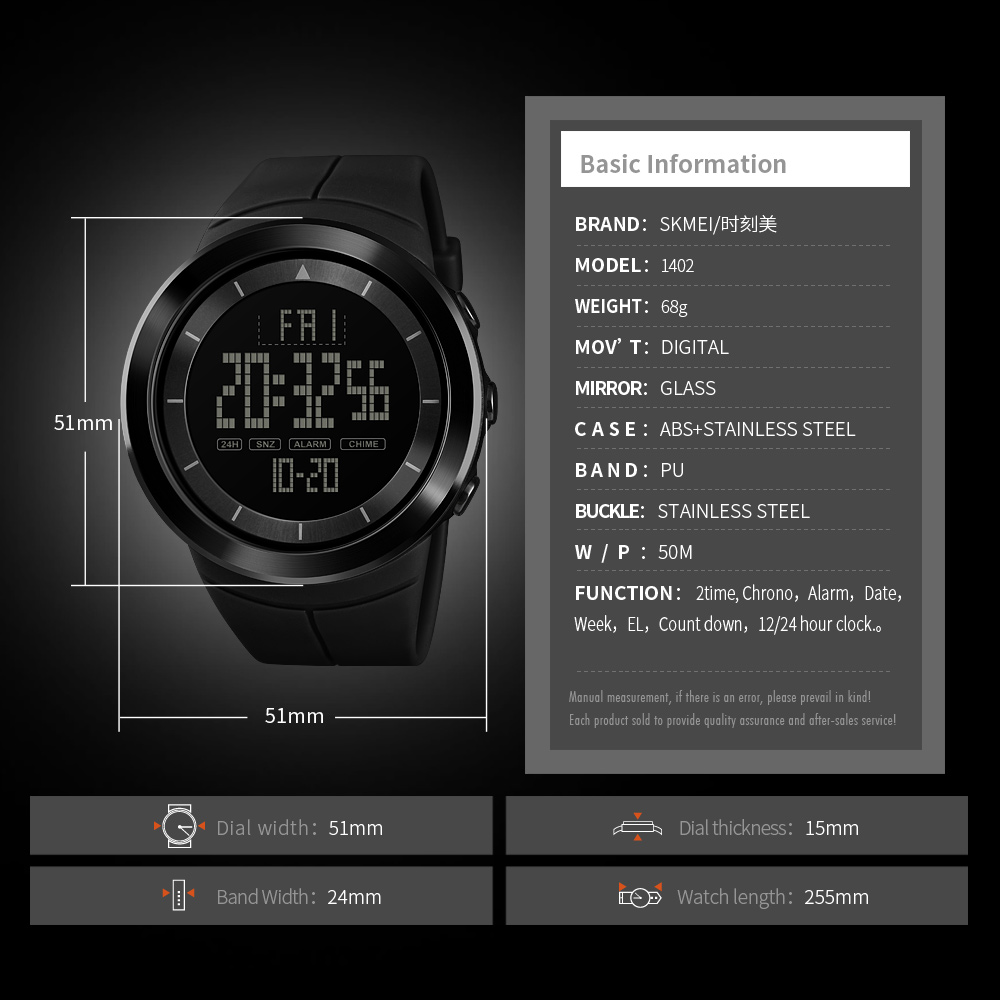 Basic Information
BRAND： SKMEI/时刻美
MODEL： 1402
WEIGHT： 68g
MOV’ T： DIGITAL
MIRROR： GLASS
CASE： ABS+STAINLESS STEEL
BAND： PU
BUCKLE： STAINLESS STEEL
W / P ： 50M
FUNCTION： 2time, Chrono， Alarm， Date，
Week， EL， Count down， 12/24 hour clock.。
Manual measurement, if there is an error, please prevail in kind!
Each product sold to provide quality assurance and after-sales service!
FRI
20:32 56
24H SNZ ALARM CHIME
10-20
51mm
51mm
Dial width： 51mm
Dial thickness： 15mm
Band Width： 24mm
Watch length： 255mm